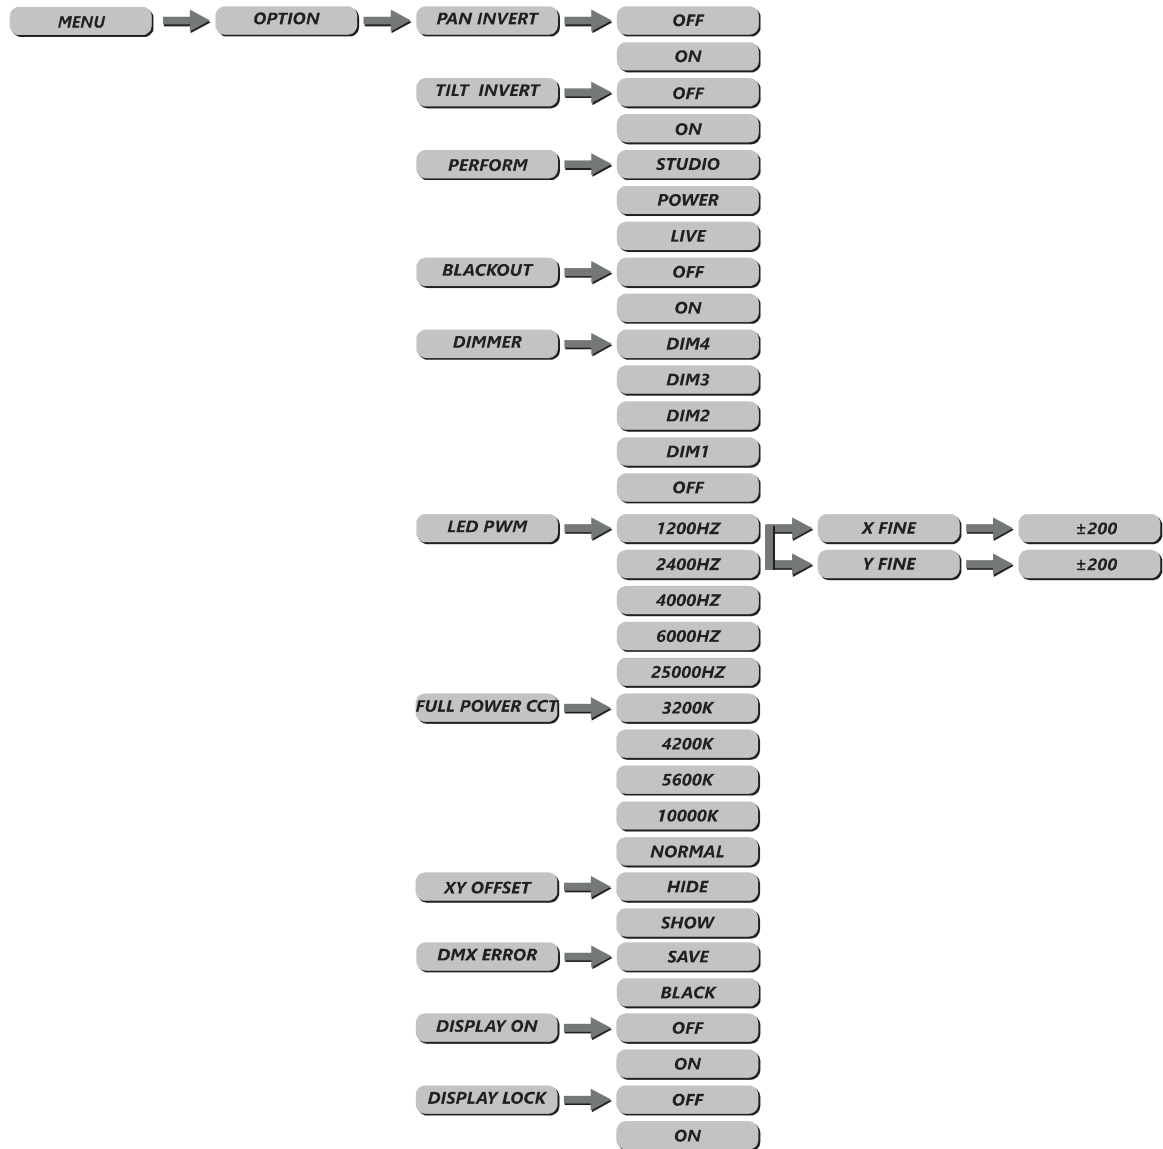 MENU OPTION PAN INVERT OFF
ON
TILT INVERT OFF
ON
PERFORM STUDIO
POWER
LIVE
BLACKOUT OFF
ON
DIMMER DIM4
DIM3
DIM2
DIM1
OFF
LED PWM 1200HZ X FINE ±200
2400HZ Y FINE ±200
4000HZ
6000HZ
25000HZ
FULL POWER CCT 3200K
4200K
5600K
10000K
NORMAL
XY OFFSET HIDE
SHOW
DMX ERROR SAVE
BLACK
DISPLAY ON OFF
ON
DISPLAY LOCK OFF
ON